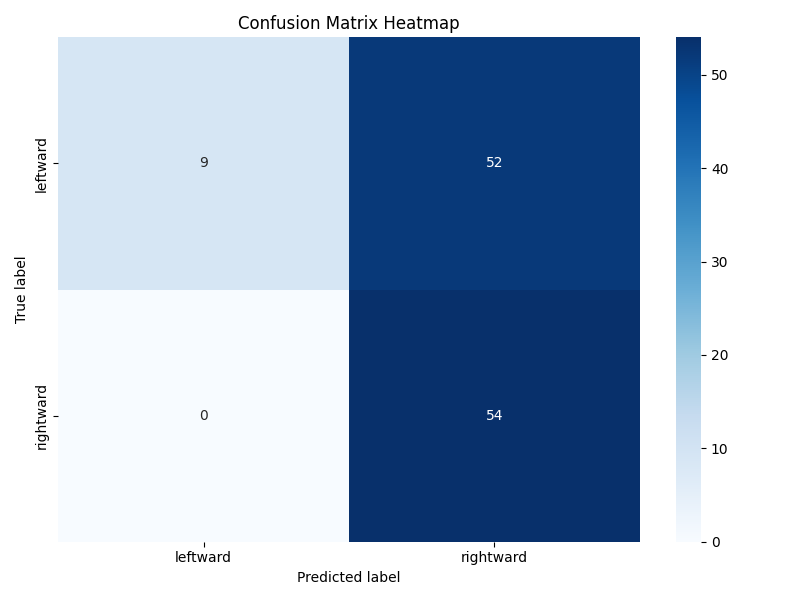 Confusion Matrix Heatmap
True label
leftward
rightward
9
52
0
54
leftward
rightward
Predicted label
50
40
30
20
10
0